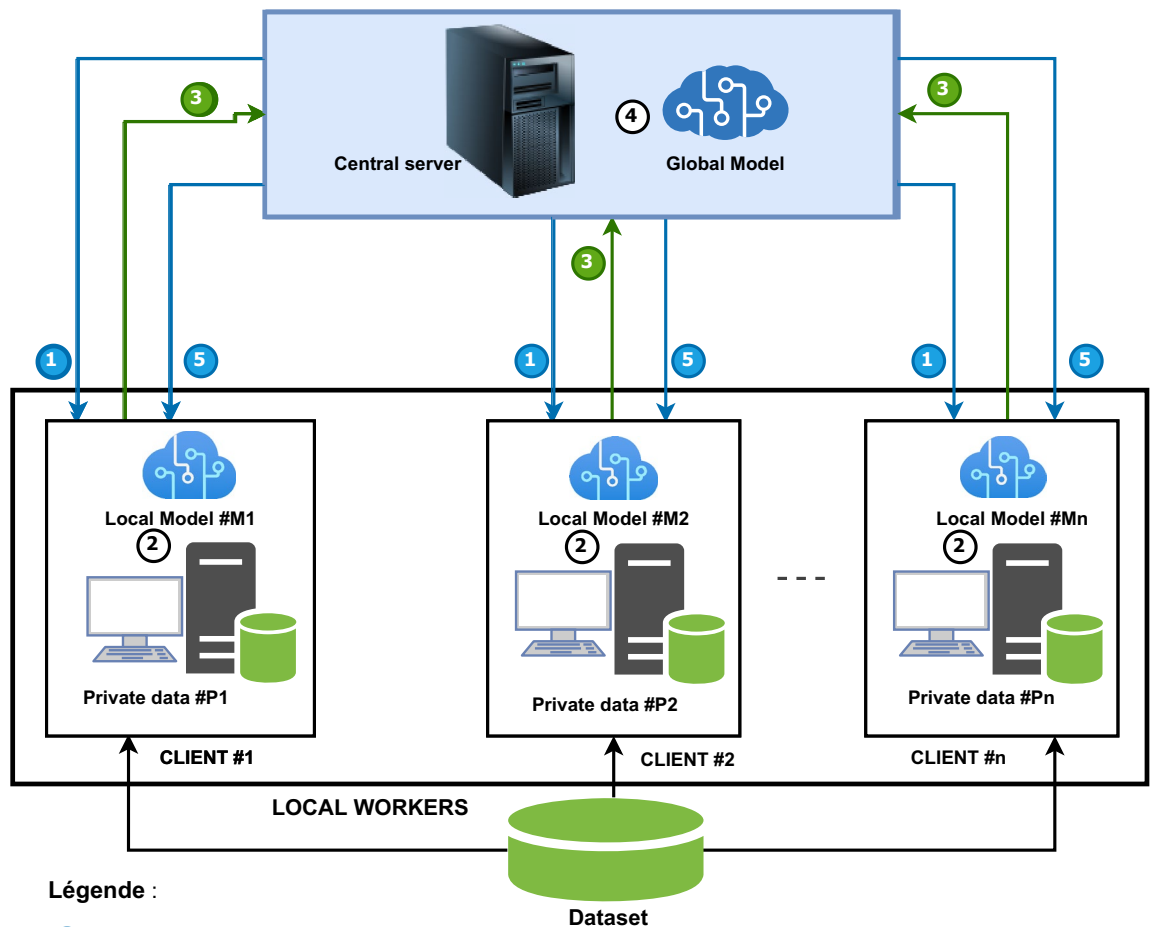 3
3
4
Central server
Global Model
3
1
5
1
5
1
5
Local Model #M1
Local Model #M2
Local Model #Mn
2
2
2
- - -
Private data #P1
Private data #P2
Private data #Pn
CLIENT #1
CLIENT #2
CLIENT #n
LOCAL WORKERS
Légende :
Dataset